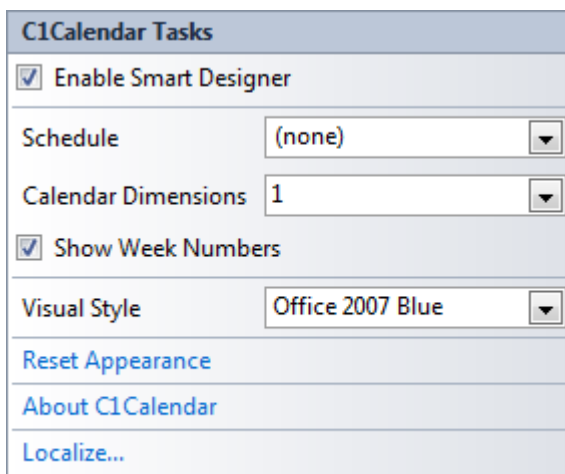 C1Calendar Tasks
Enable Smart Designer
Schedule (none)
Calendar Dimensions 1
Show Week Numbers
Visual Style Office 2007 Blue
Reset Appearance
About C1Calendar
Localize...